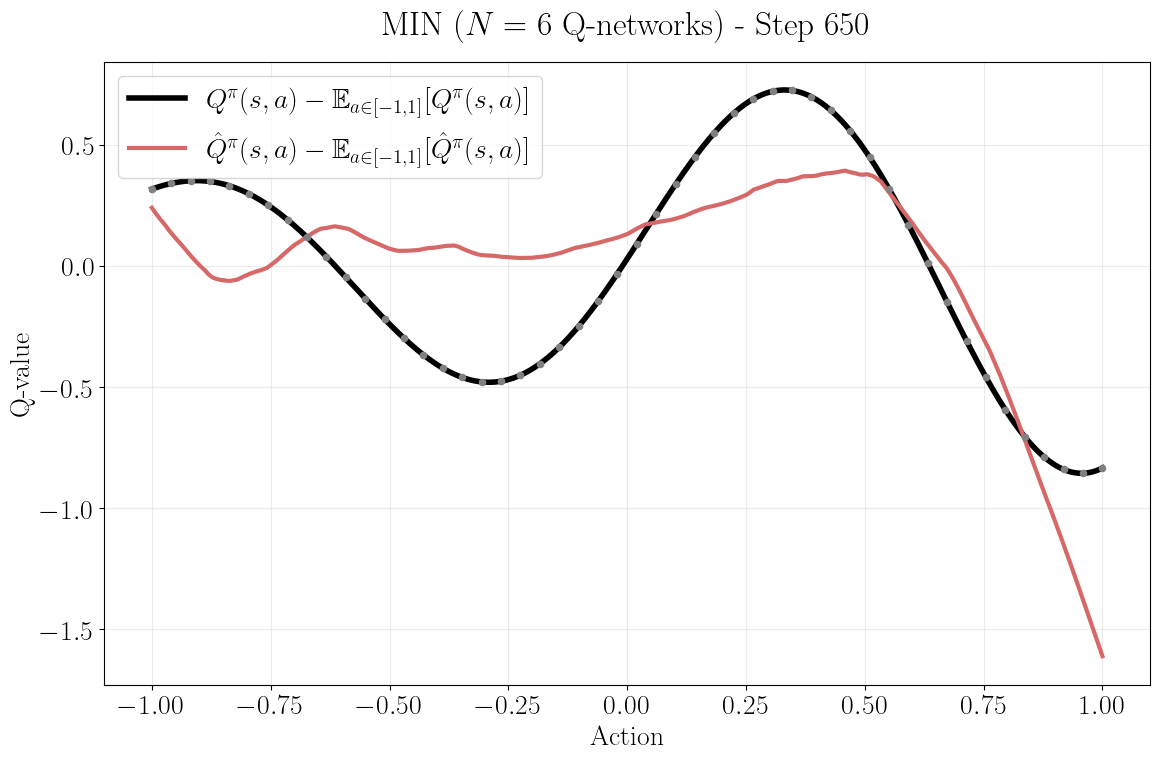 MIN (N = 6 Q-networks) - Step 650
Q^π(s, a) − 𝔼_{a∈[−1,1]}[Q^π(s, a)]
Q̂^π(s, a) − 𝔼_{a∈[−1,1]}[Q̂^π(s, a)]
Q-value
0.5
0.0
−0.5
−1.0
−1.5
−1.00 −0.75 −0.50 −0.25 0.00 0.25 0.50 0.75 1.00
Action